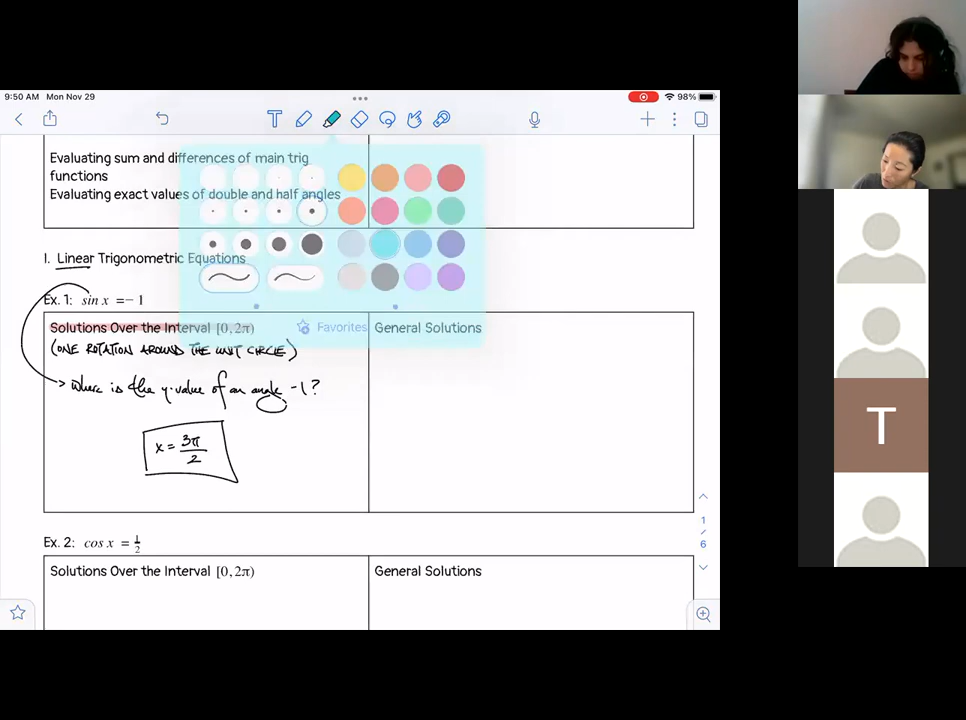 9:50 AM Mon Nov 29
98%
Evaluating sum and differences of main trig
functions
Evaluating exact values of double and half angles
I. Linear Trigonometric Equations
Ex. 1: sin x = − 1
Solutions Over the Interval [0, 2π)
Favorites
General Solutions
(ONE ROTATION AROUND THE UNIT CIRCLE)
> where is the y-value of an angle -1?
x = 3π/2
Ex. 2: cos x = 1/2
Solutions Over the Interval [0, 2π)
General Solutions
1
/
6
T